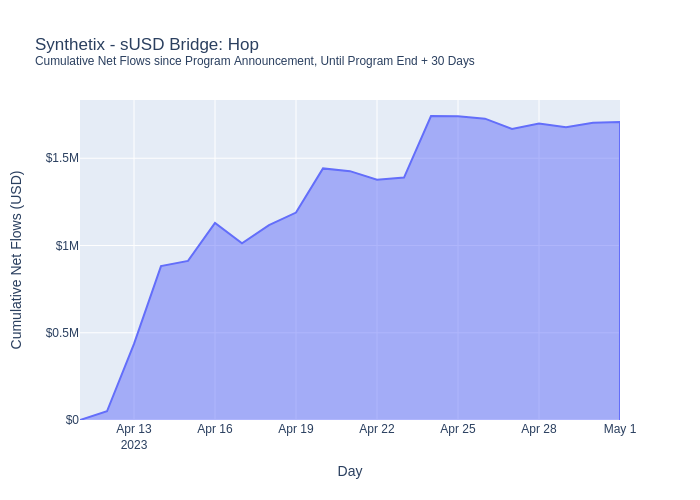 Synthetix - sUSD Bridge: Hop
Cumulative Net Flows since Program Announcement, Until Program End + 30 Days
Cumulative Net Flows (USD)
$1.5M
$1M
$0.5M
$0
Apr 13 Apr 16 Apr 19 Apr 22 Apr 25 Apr 28 May 1
2023
Day